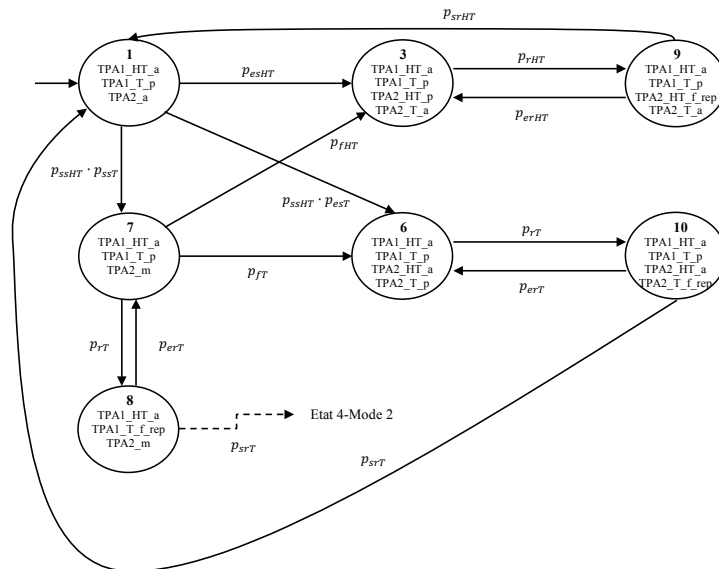 p_srHT
1
TPA1_HT_a
TPA1_T_p
TPA2_a
p_esHT
3
TPA1_HT_a
TPA1_T_p
TPA2_HT_p
TPA2_T_a
p_rHT
p_erHT
9
TPA1_HT_a
TPA1_T_p
TPA2_HT_f_rep
TPA2_T_a
p_fHT
p_ssHT · p_ssT
p_ssHT · p_esT
7
TPA1_HT_a
TPA1_T_p
TPA2_m
p_fT
6
TPA1_HT_a
TPA1_T_p
TPA2_HT_a
TPA2_T_p
p_rT
p_erT
10
TPA1_HT_a
TPA1_T_p
TPA2_HT_a
TPA2_T_f_rep
p_rT
p_erT
8
TPA1_HT_a
TPA1_T_f_rep
TPA2_m
p_srT
Etat 4-Mode 2
p_srT